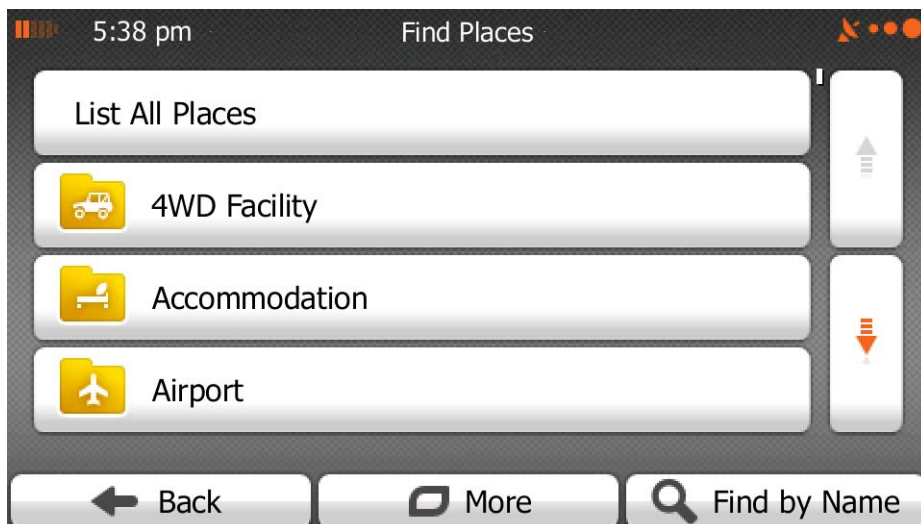 5:38 pm Find Places
List All Places
4WD Facility
Accommodation
Airport
Back More Find by Name